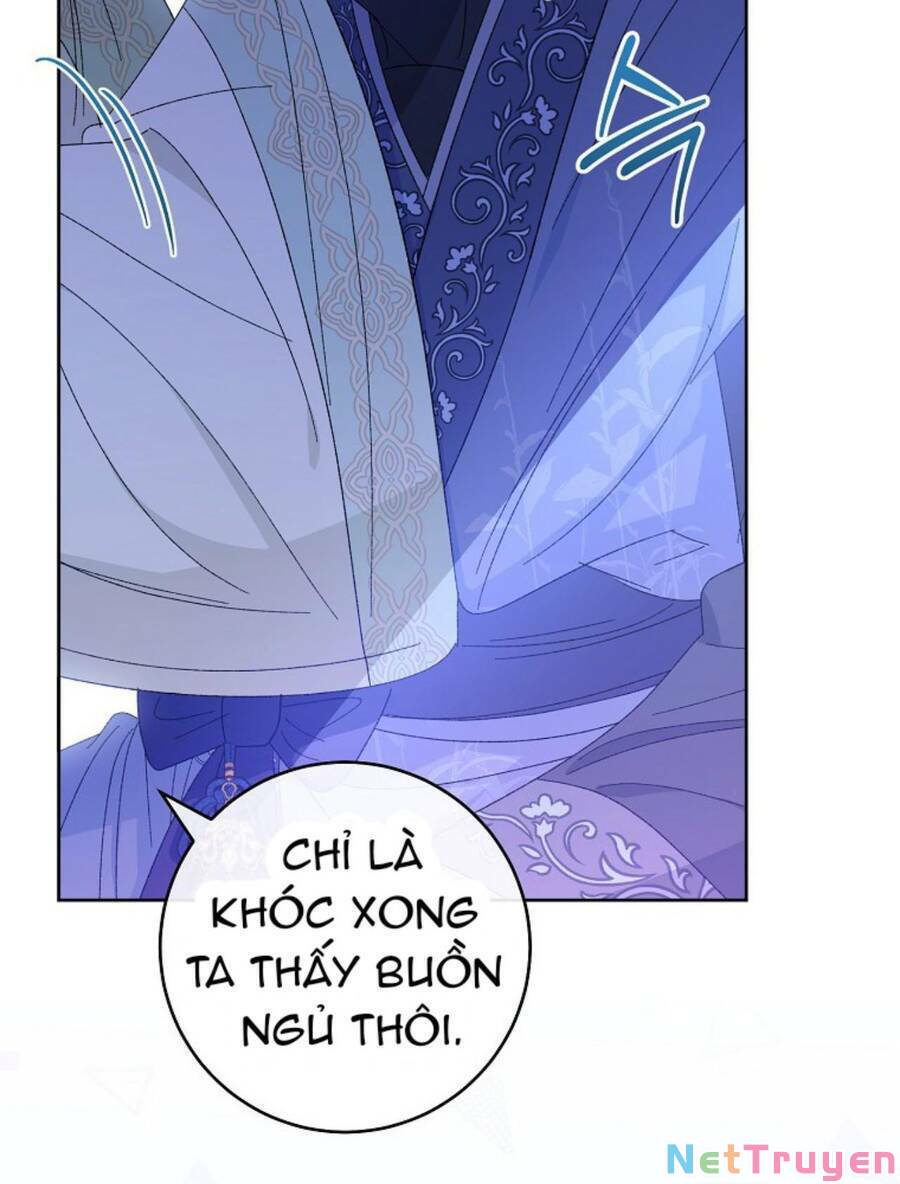 CHỈ LÀ
KHÓC XONG
TA THẤY BUỒN
NGỦ THÔI.
NetTruyen